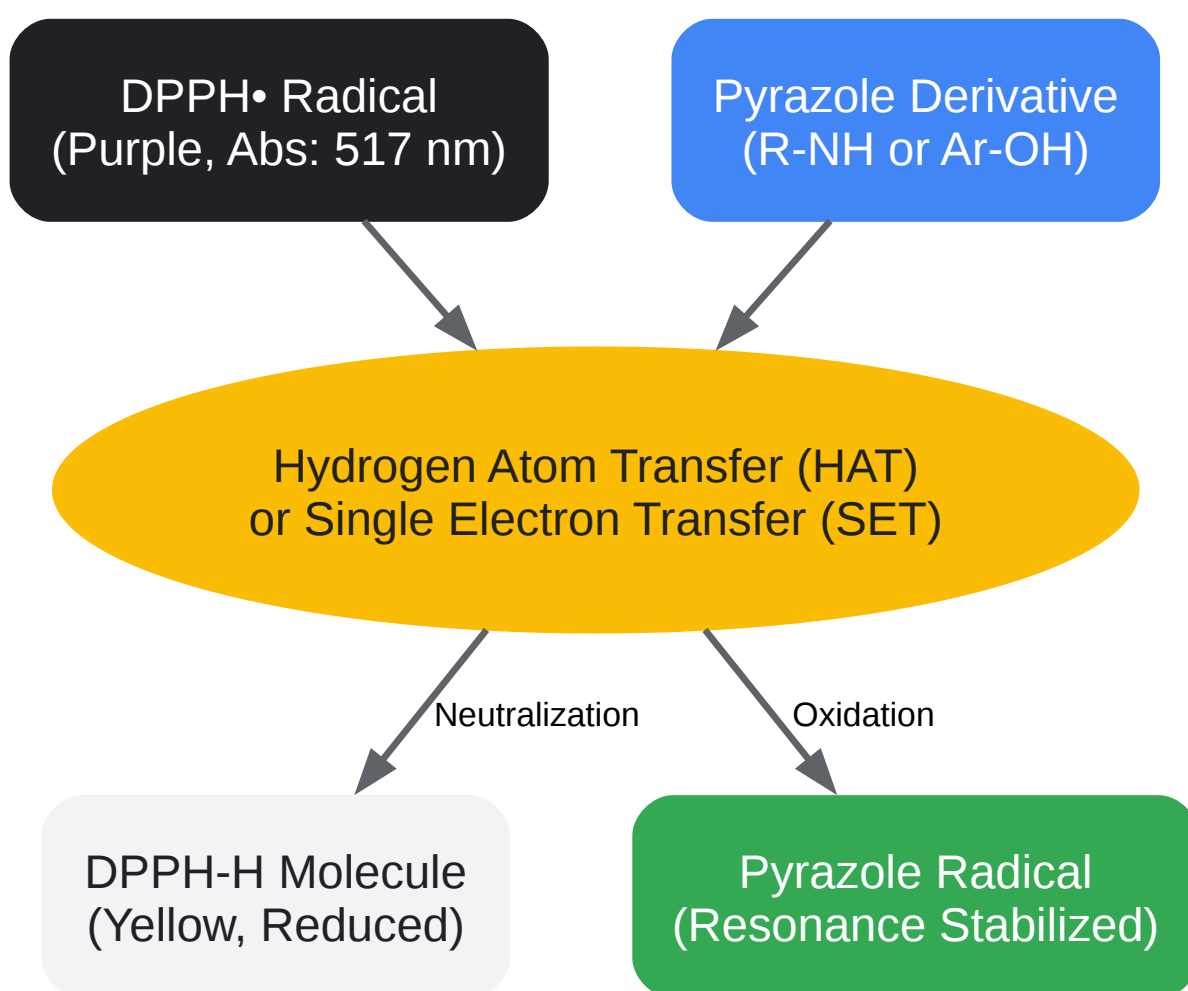 DPPH• Radical
(Purple, Abs: 517 nm)
Pyrazole Derivative
(R-NH or Ar-OH)
Hydrogen Atom Transfer (HAT)
or Single Electron Transfer (SET)
Neutralization
Oxidation
DPPH-H Molecule
(Yellow, Reduced)
Pyrazole Radical
(Resonance Stabilized)